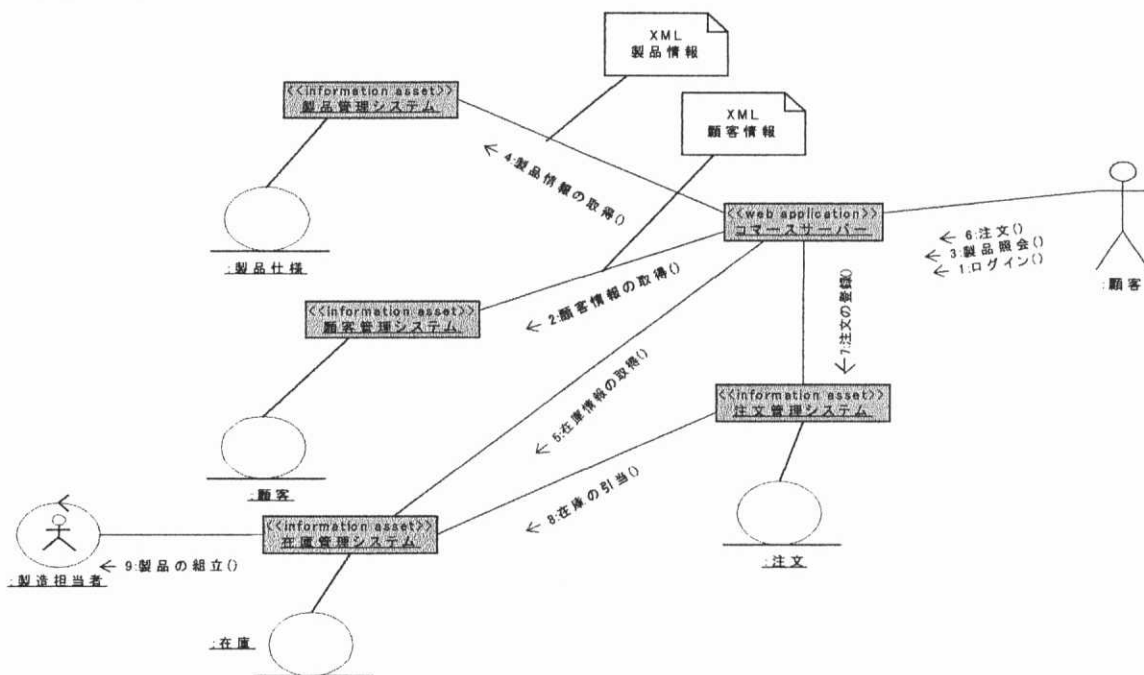 XML
製品情報
<<information asset>>
製品管理システム
XML
顧客情報
← 4:製品情報の取得()
:製品仕様
<<web application>>
コマースサーバー
← 6:注文()
← 3:製品照会()
← 1:ログイン()
:顧客
<<information asset>>
顧客管理システム
← 2:顧客情報の取得()
← 7:注文の登録()
← 5:在庫情報の取得()
<<information asset>>
注文管理システム
:顧客
← 8:在庫の引当()
<<information asset>>
在庫管理システム
:製造担当者
← 9:製品の組立()
:注文
:在庫